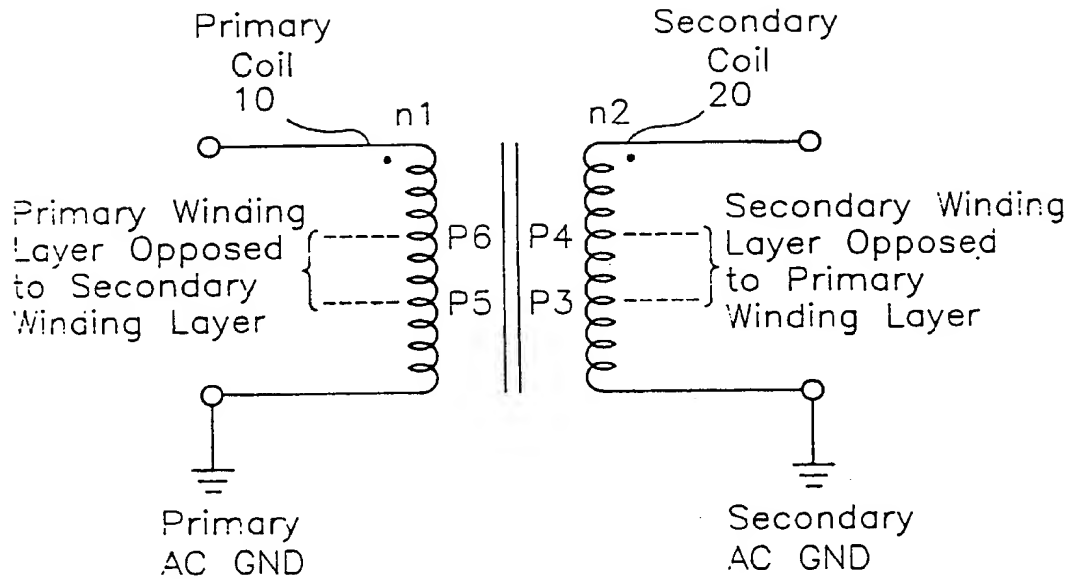 Primary
Coil
10
Secondary
Coil
20
n1
n2
Primary Winding
Layer Opposed
to Secondary
Winding Layer
P6
P4
P5
P3
Secondary Winding
Layer Opposed
to Primary
Winding Layer
Primary
AC GND
Secondary
AC GND